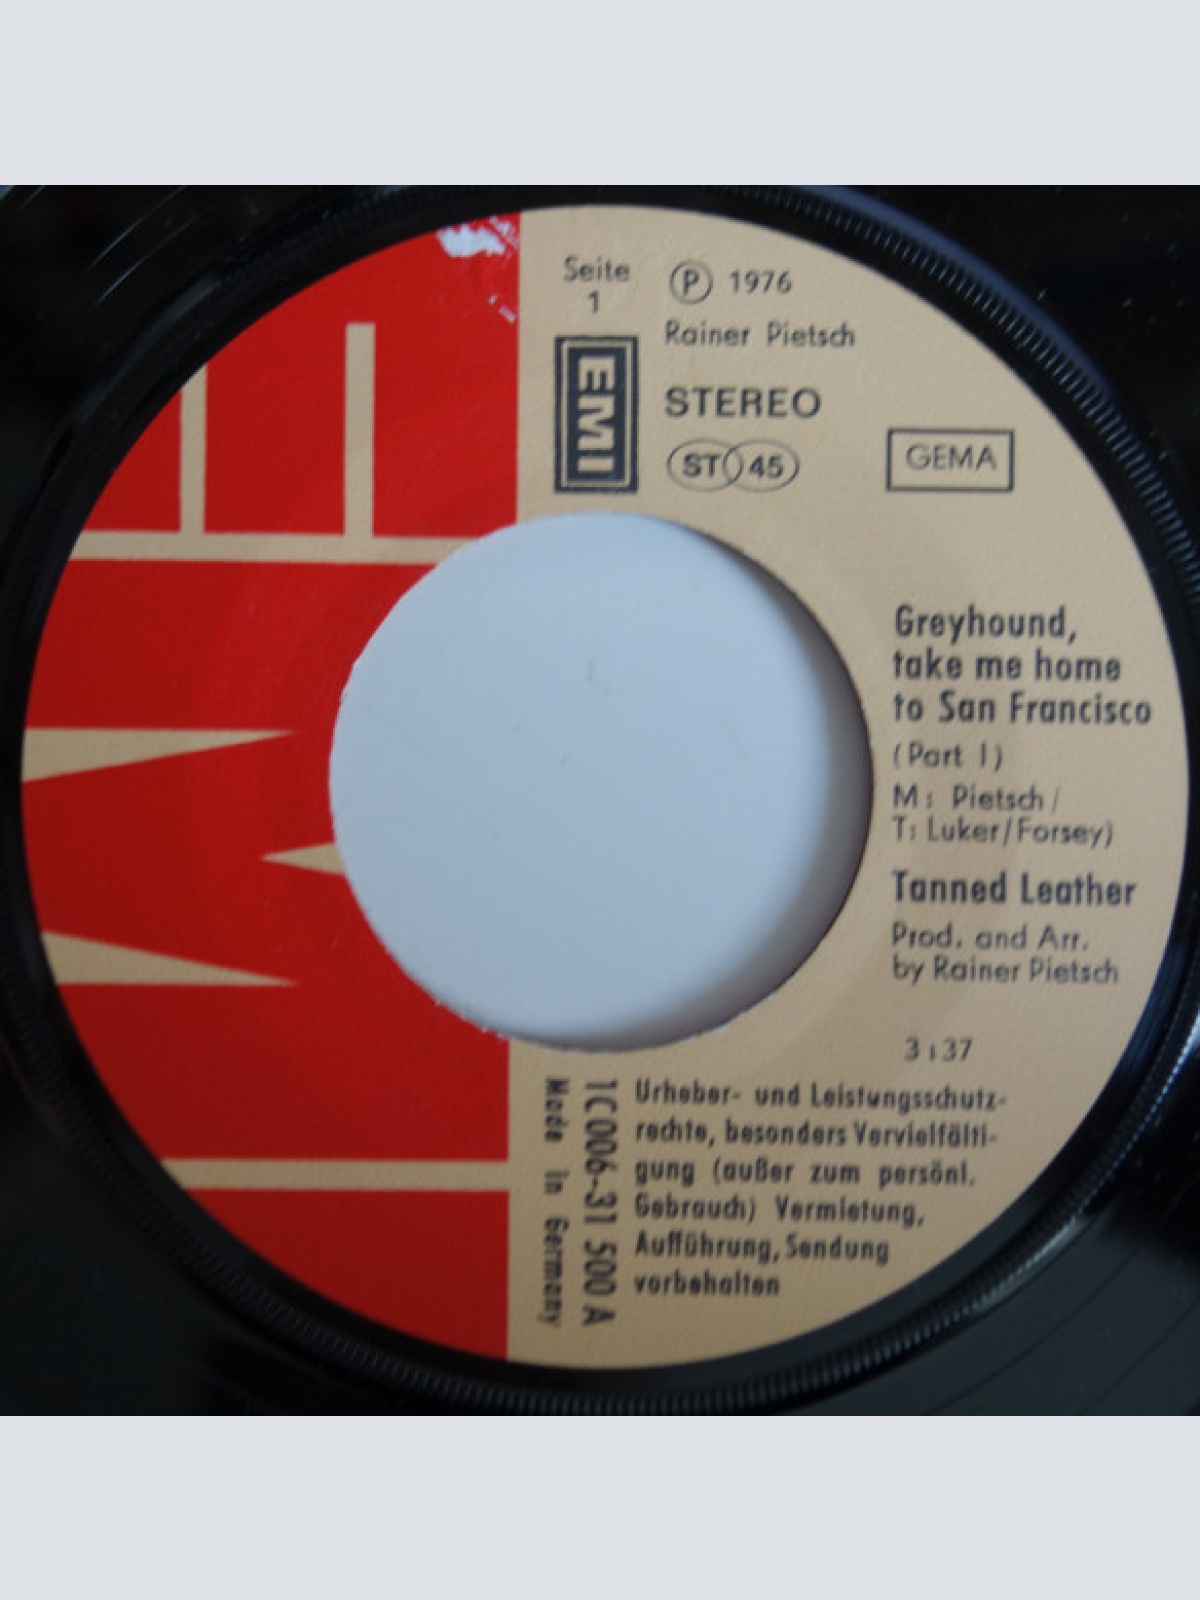 Seite
1
Ⓟ 1976
Rainer Pietsch
EMI
STEREO
ST 45
GEMA
Greyhound,
take me home
to San Francisco
(Part I)
M: Pietsch/
T: Luker/Forsey)
Tanned Leather
Prod. and Arr.
by Rainer Pietsch
3:37
Urheber- und Leistungsschutz-
rechte, besonders Vervielfälti-
gung (außer zum persönl.
Gebrauch) Vermietung,
Aufführung, Sendung
vorbehalten
1C 006-31 500 A
Made in Germany